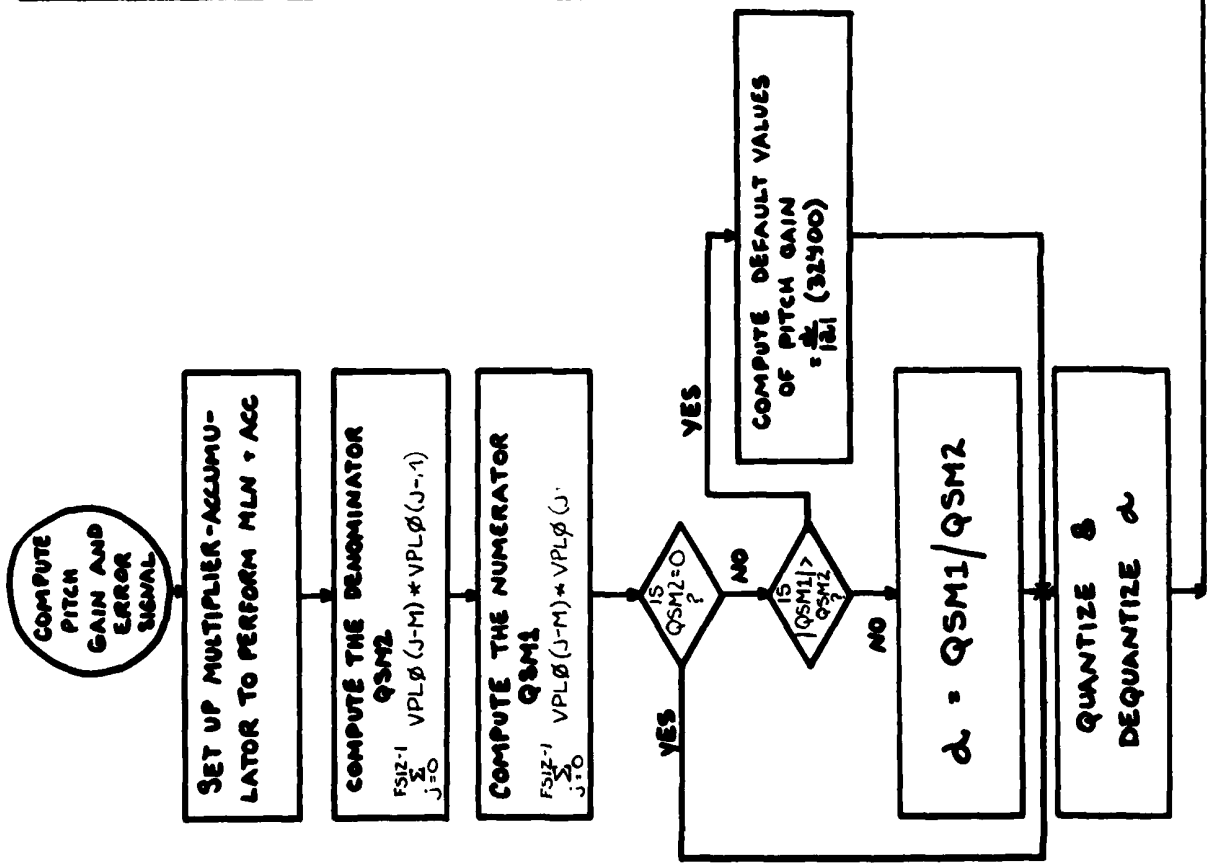 COMPUTE
PITCH
GAIN AND
ERROR
SIGNAL
SET UP MULTIPLIER-ACCUMU-
LATOR TO PERFORM MLN + ACC
COMPUTE THE DENOMINATOR
QSM2
FSIZ-1
Σ VPLØ(J-M) * VPLØ(J-M)
j=0
COMPUTE THE NUMERATOR
QSM1
FSIZ-1
Σ VPLØ(J-M) * VPLØ(J
j=0
IS
QSM2=0
?
YES
NO
IS
|QSM1|>
QSM2
?
YES
NO
COMPUTE DEFAULT VALUES
OF PITCH GAIN
= α/|α| (32400)
α = QSM1/QSM2
QUANTIZE &
DEQUANTIZE α